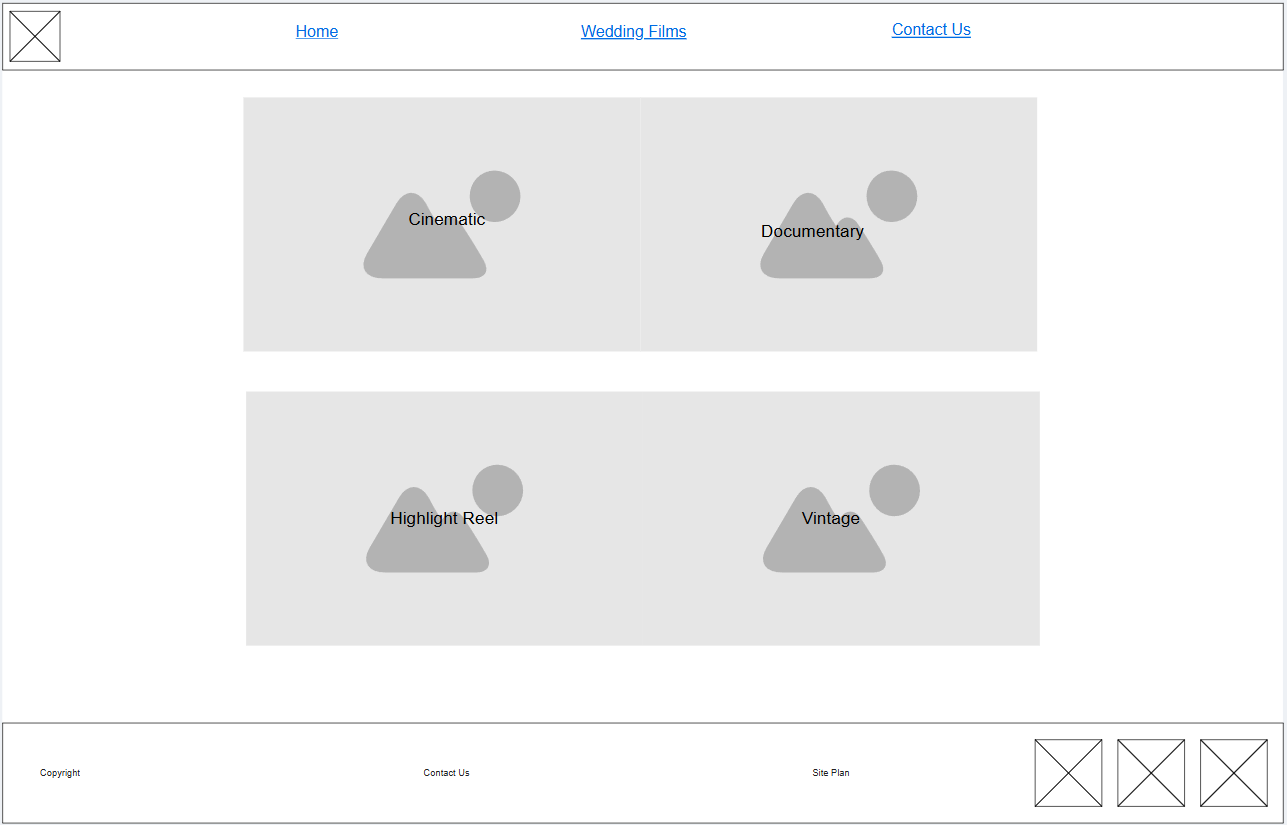 Home
Wedding Films
Contact Us
Cinematic
Documentary
Highlight Reel
Vintage
Copyright
Contact Us
Site Plan